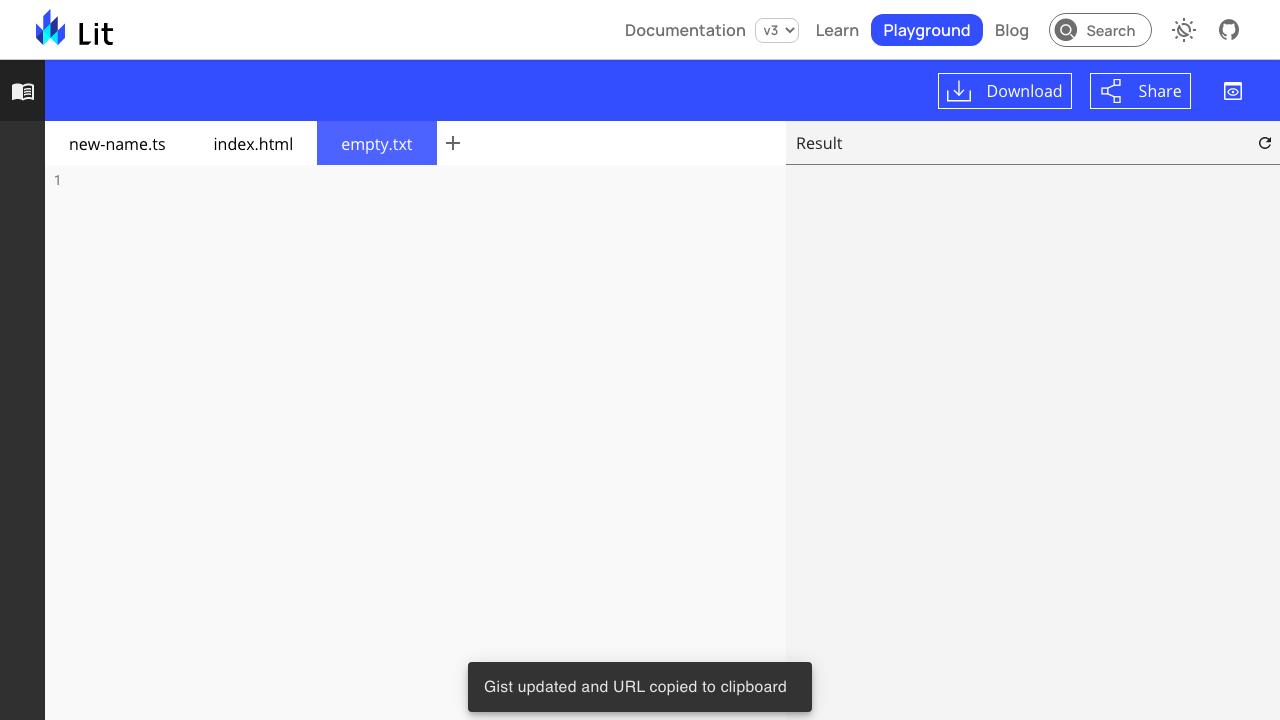 Lit
Documentation v3 Learn Playground Blog Search
Download Share
new-name.ts index.html empty.txt
Result
1
Gist updated and URL copied to clipboard